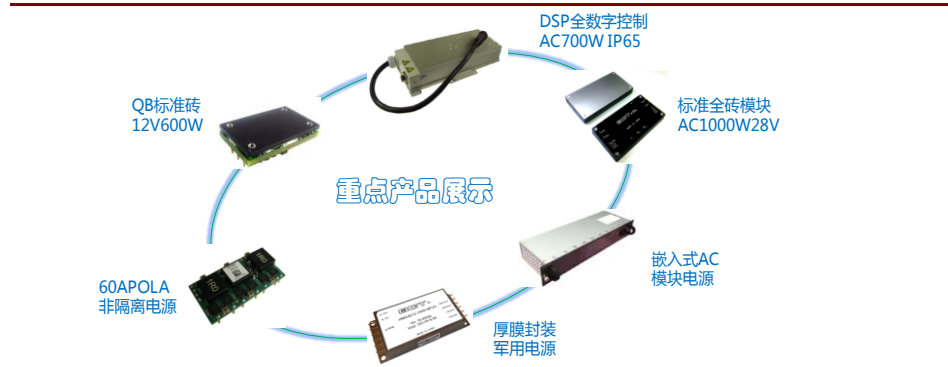 DSP全数字控制
AC700W IP65
QB标准砖
12V600W
标准全砖模块
AC1000W28V
重点产品展示
嵌入式AC
模块电源
60APOLA
非隔离电源
1R0
1R0
厚膜封装
军用电源